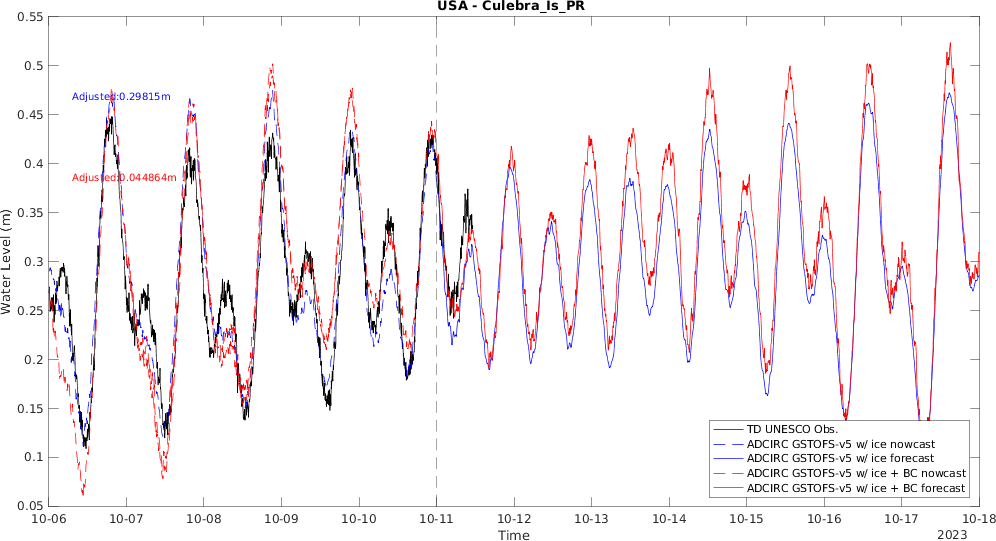 USA - Culebra_Is_PR
0.55
0.5
0.45
0.4
0.35
0.3
0.25
0.2
0.15
0.1
0.05
Water Level (m)
Adjusted:0.29815m
Adjusted:0.044864m
TD UNESCO Obs.
ADCIRC GSTOFS-v5 w/ ice nowcast
ADCIRC GSTOFS-v5 w/ ice forecast
ADCIRC GSTOFS-v5 w/ ice + BC nowcast
ADCIRC GSTOFS-v5 w/ ice + BC forecast
10-06 10-07 10-08 10-09 10-10 10-11 10-12 10-13 10-14 10-15 10-16 10-17 10-18
Time
2023